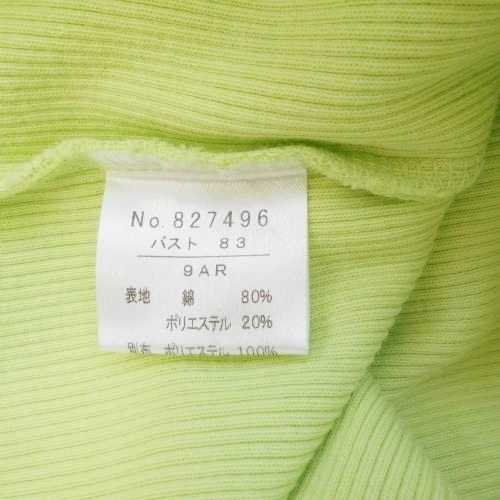 No. 827496
バスト 83
9AR
表地 綿 80%
ポリエステル 20%
別布 ポリエステル 100%